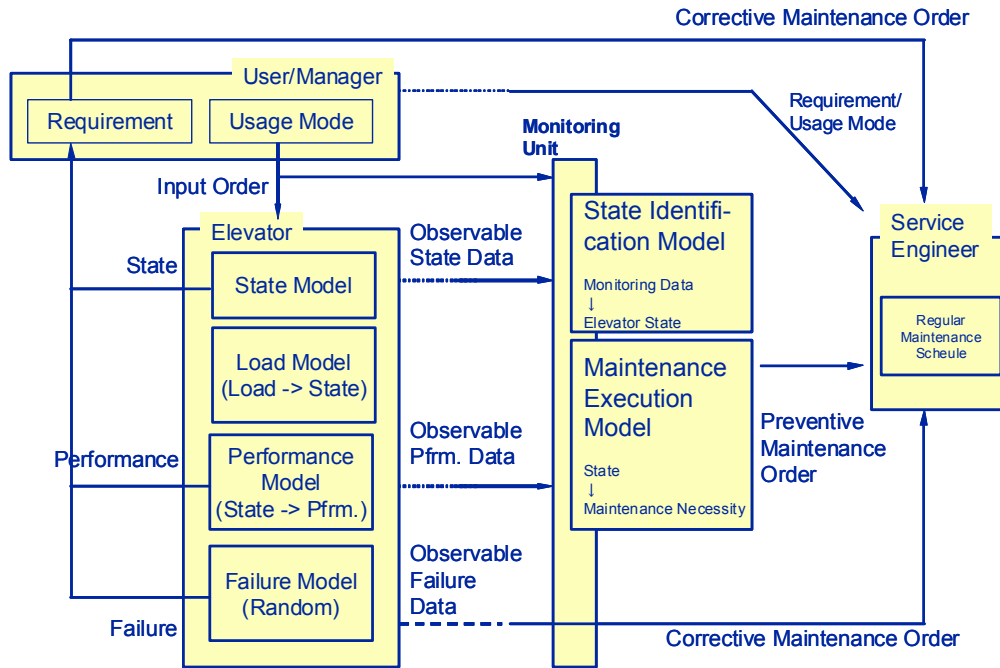 Corrective Maintenance Order
User/Manager
Requirement
Usage Mode
Requirement/
Usage Mode
Monitoring
Unit
Input Order
Elevator
Observable
State Data
State Identifi-
cation Model
Service
Engineer
State
State Model
Monitoring Data
↓
Elevator State
Regular
Maintenance
Scheule
Load Model
(Load -> State)
Maintenance
Execution
Model
Preventive
Maintenance
Order
Observable
Pfrm. Data
Performance
Performance
Model
(State -> Pfrm.)
State
↓
Maintenance Necessity
Observable
Failure
Data
Failure Model
(Random)
Failure
Corrective Maintenance Order